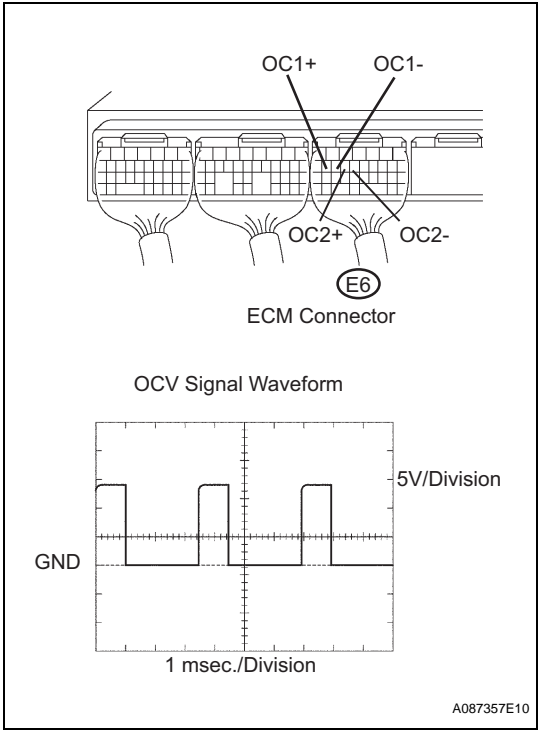 OC1+ OC1-
OC2+ OC2-
E6
ECM Connector
OCV Signal Waveform
5V/Division
GND
1 msec./Division
A087357E10